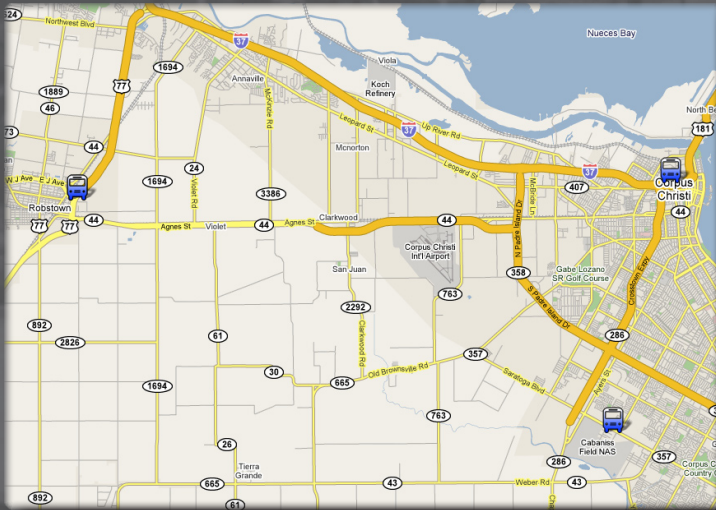 24
Northwest Blvd
37
Nueces Bay
1694
Viola
77
Annaville
Koch
Refinery
1889
McKinzie Rd
46
North Be
Leopard St
Up River Rd
37
181
73
44
Mcnorton
Leopard St
24
37
W J Ave
E J Ave
1694
Violet Rd
3386
McBride Ln
407
Corpus
Christi
Robstown
44
Agnes St
Violet
44
Agnes St
Clarkwood
44
N Padre Island Dr
44
77
77
Corpus Christi
Int'l Airport
San Juan
358
Gabe Lozano
SR Golf Course
Crosstown Expy
763
2292
S Padre Island Dr
892
61
Clarkwood Rd
286
2826
357
30
Old Brownsville Rd
665
1694
Saratoga Blvd
Ayers St
763
26
Cabaniss
Field NAS
Tierra
Grande
286
357
Corpus C
Country
665
43
Weber Rd
43
892
61